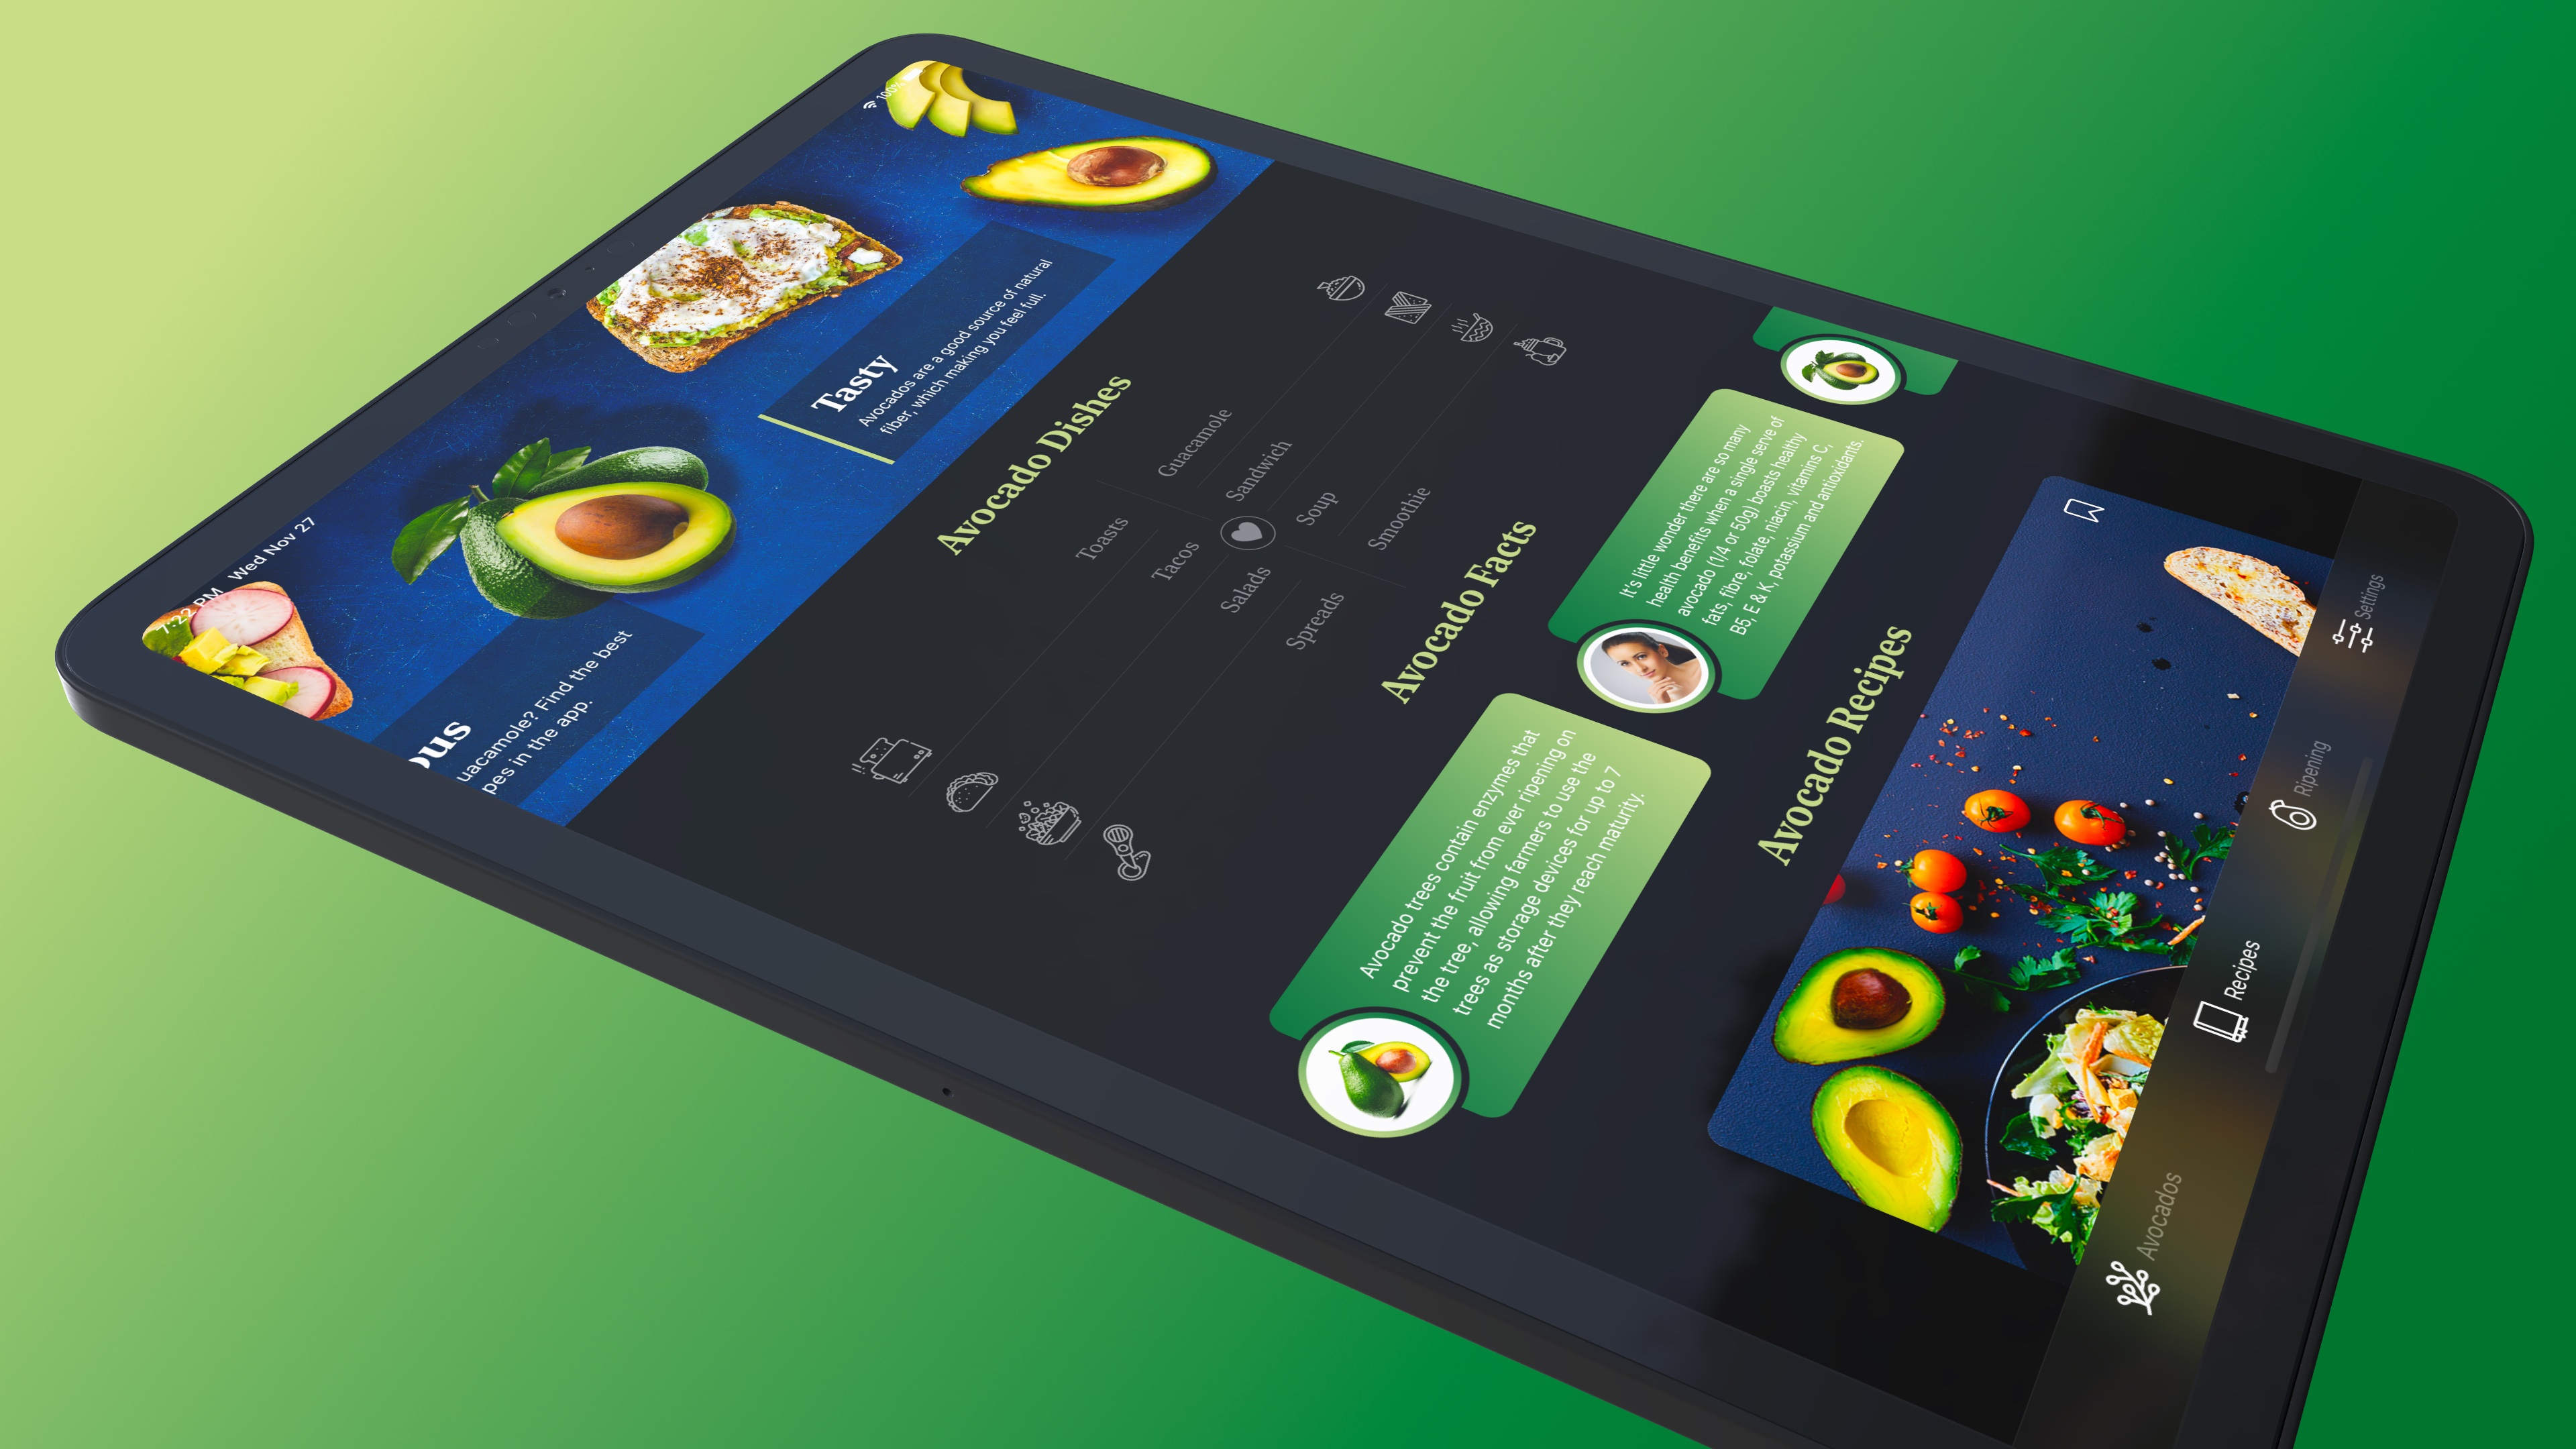 7:22 PM Wed Nov 27
100%
ous
uacamole? Find the best
pes in the app.
Tasty
Avocados are a good source of natural
fiber, which making you feel full.
Avocado Dishes
Toasts
Guacamole
Tacos
Sandwich
Salads
Soup
Spreads
Smoothie
Avocado Facts
Avocado trees contain enzymes that
prevent the fruit from ever ripening on
the tree, allowing farmers to use the
trees as storage devices for up to 7
months after they reach maturity.
It's little wonder there are so many
health benefits when a single serve of
avocado (1/4 or 50g) boasts healthy
fats, fibre, folate, niacin, vitamins C,
B5, E & K, potassium and antioxidants.
Avocado Recipes
Avocados
Recipes
Ripening
Settings